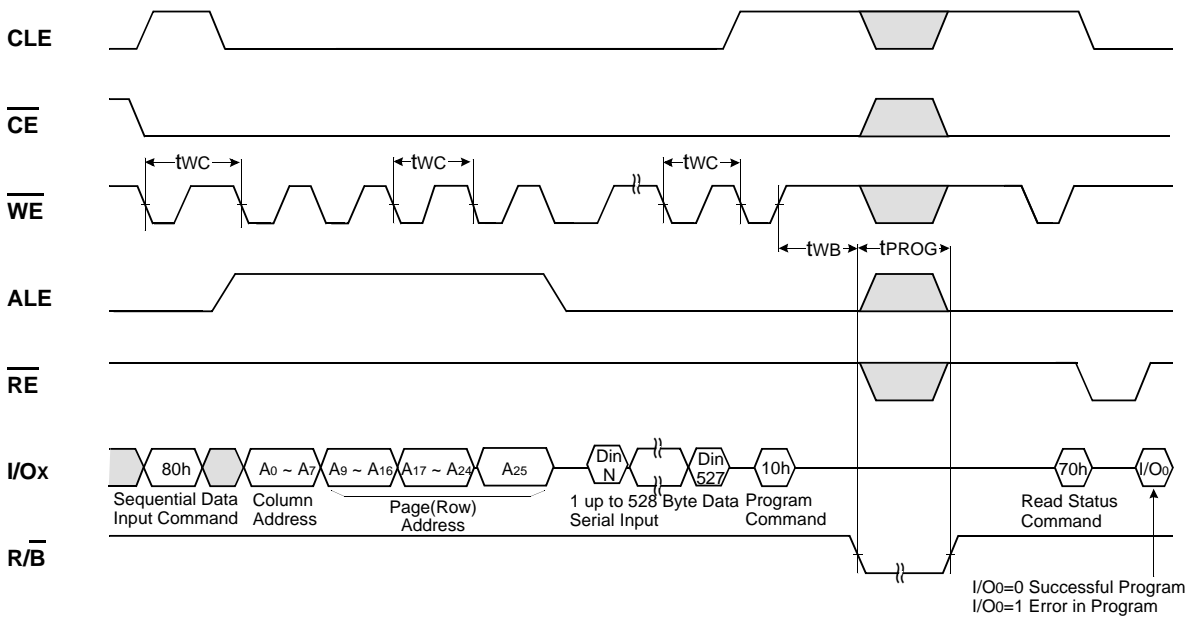 CLE
CE
tWC tWC tWC
WE
tWB tPROG
ALE
RE
I/Ox
80h A0 ~ A7 A9 ~ A16 A17 ~ A24 A25 Din N Din 527 10h 70h I/O0
Sequential Data
Input Command
Column
Address
Page(Row)
Address
1 up to 528 Byte Data
Serial Input
Program
Command
Read Status
Command
R/B
I/O0=0 Successful Program
I/O0=1 Error in Program